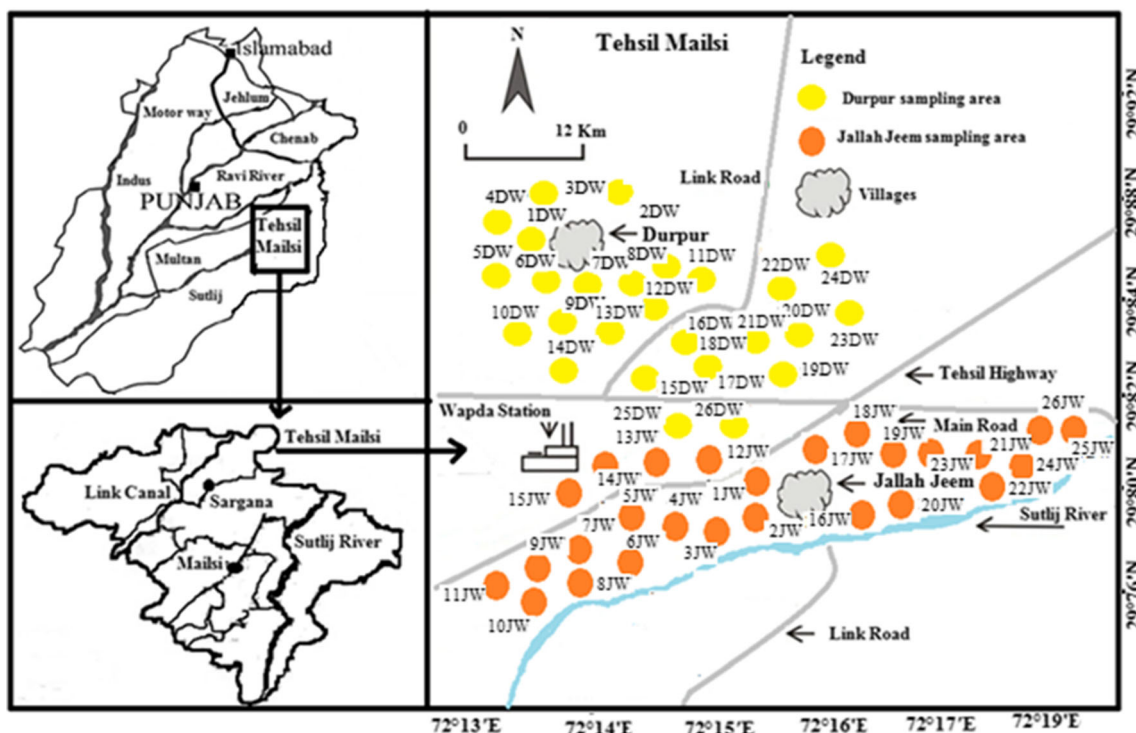 Islamabad
Jehlum
Motor way
Chenab
Indus
Ravi River
PUNJAB
Tehsil
Mailsi
Multan
Sutlij
Tehsil Mailsi
Link Canal
Sargana
Sutlij River
Mailsi
Tehsil Mailsi
N
0 12 Km
Legend
Durpur sampling area
Jallah Jeem sampling area
Villages
Link Road
4DW 3DW
1DW 2DW
Durpur
5DW 6DW 7DW 8DW 11DW
12DW
22DW 24DW
10DW 9DW 13DW
16DW 21DW 20DW
14DW 18DW 23DW
15DW 17DW 19DW
Tehsil Highway
Wapda Station
25DW 26DW
18JW 26JW
Main Road
13JW 19JW
12JW 17JW 21JW 25JW
14JW 23JW 24JW
15JW 5JW 4JW 1JW
Jallah Jeem
22JW
7JW 2JW 16JW 20JW
Sutlij River
9JW 6JW 3JW
11JW 8JW
10JW
Link Road
72°13'E 72°14'E 72°15'E 72°16'E 72°17'E 72°19'E